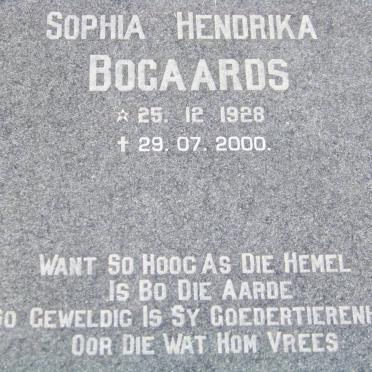 SOPHIA HENDRIKA
BOGAARDS
☆ 25. 12 1928
✝ 29. 07. 2000.
WANT SO HOOG AS DIE HEMEL
IS BO DIE AARDE
SO GEWELDIG IS SY
OOR DIE WAT HOM VREES